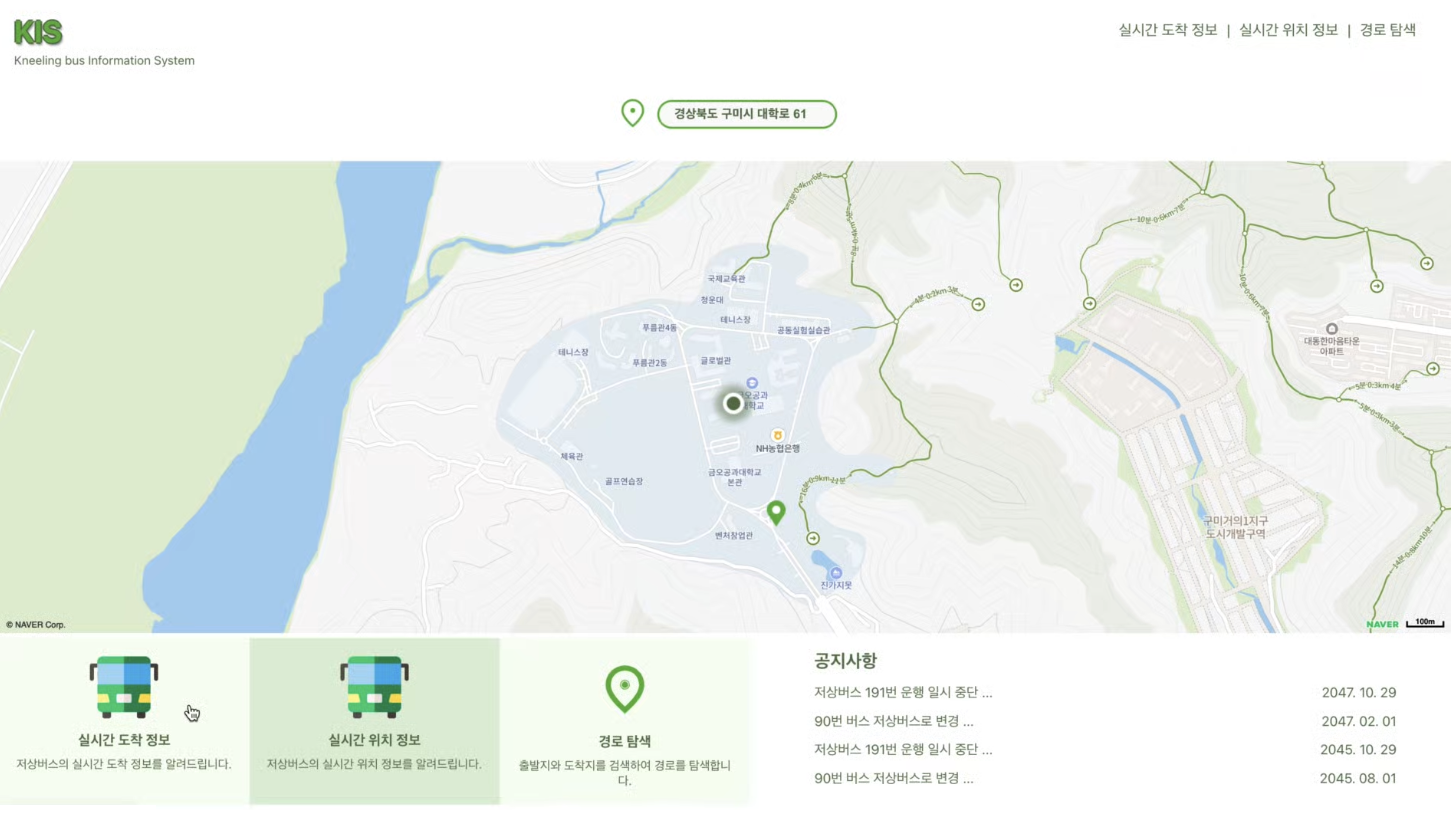 KIS
Kneeling bus Information System
실시간 도착 정보 | 실시간 위치 정보 | 경로 탐색
경상북도 구미시 대학로 61
국제교육관
청운대
테니스장
푸름관4동
공동실험실습관
테니스장
푸름관2동
글로벌관
NH농협은행
체육관
골프연습장
금오공과대학교
본관
벤처창업관
진가지못
대동한마음타운
아파트
구미거의1지구
도시개발구역
© NAVER Corp.
NAVER
100m
실시간 도착 정보
저상버스의 실시간 도착 정보를 알려드립니다.
실시간 위치 정보
저상버스의 실시간 위치 정보를 알려드립니다.
경로 탐색
출발지와 도착지를 검색하여 경로를 탐색합니
다.
공지사항
저상버스 191번 운행 일시 중단 ... 2047. 10. 29
90번 버스 저상버스로 변경 ... 2047. 02. 01
저상버스 191번 운행 일시 중단 ... 2045. 10. 29
90번 버스 저상버스로 변경 ... 2045. 08. 01